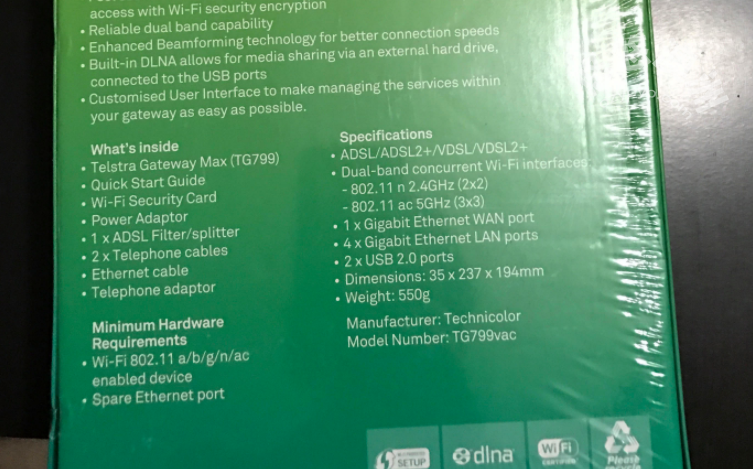 access with Wi-Fi security encryption
• Reliable dual band capability
• Enhanced Beamforming technology for better connection speeds
• Built-in DLNA allows for media sharing via an external hard drive,
connected to the USB ports
• Customised User Interface to make managing the services within
your gateway as easy as possible.
What's inside
• Telstra Gateway Max (TG799)
• Quick Start Guide
• Wi-Fi Security Card
• Power Adaptor
• 1 x ADSL Filter/splitter
• 2 x Telephone cables
• Ethernet cable
• Telephone adaptor
Minimum Hardware
Requirements
• Wi-Fi 802.11 a/b/g/n/ac
enabled device
• Spare Ethernet port
Specifications
• ADSL/ADSL2+/VDSL/VDSL2+
• Dual-band concurrent Wi-Fi interfaces:
- 802.11 n 2.4GHz (2x2)
- 802.11 ac 5GHz (3x3)
• 1 x Gigabit Ethernet WAN port
• 4 x Gigabit Ethernet LAN ports
• 2 x USB 2.0 ports
• Dimensions: 35 x 237 x 194mm
• Weight: 550g
Manufacturer: Technicolor
Model Number: TG799vac
SETUP
dlna
Wi Fi
Please